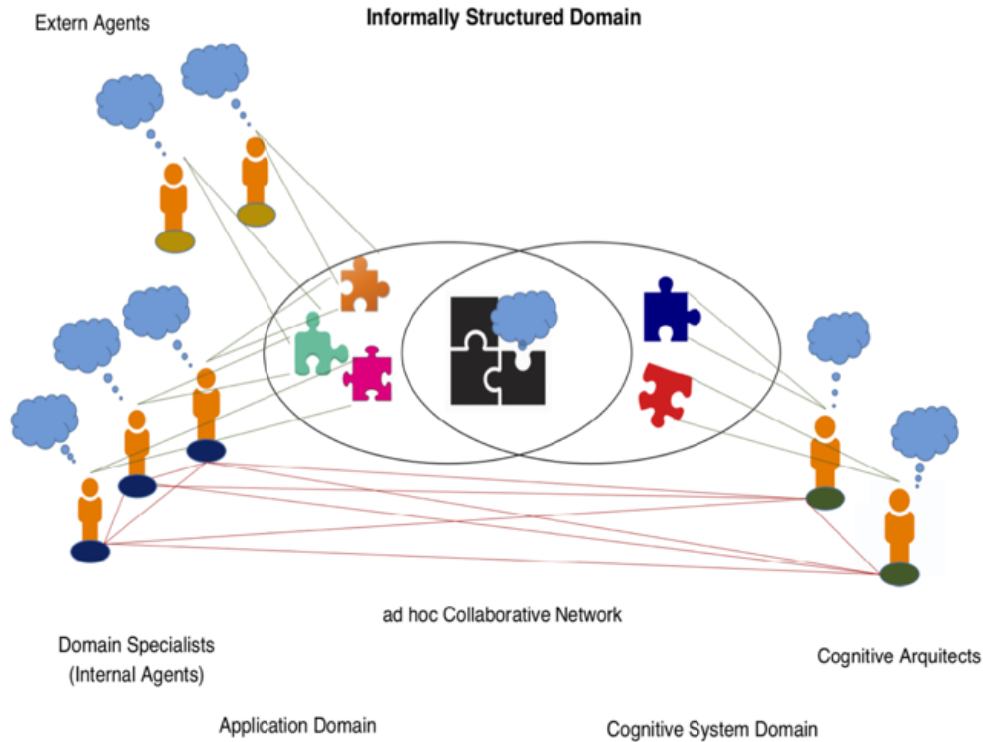 Extern Agents
Informally Structured Domain
ad hoc Collaborative Network
Domain Specialists
(Internal Agents)
Cognitive Arquitects
Application Domain
Cognitive System Domain